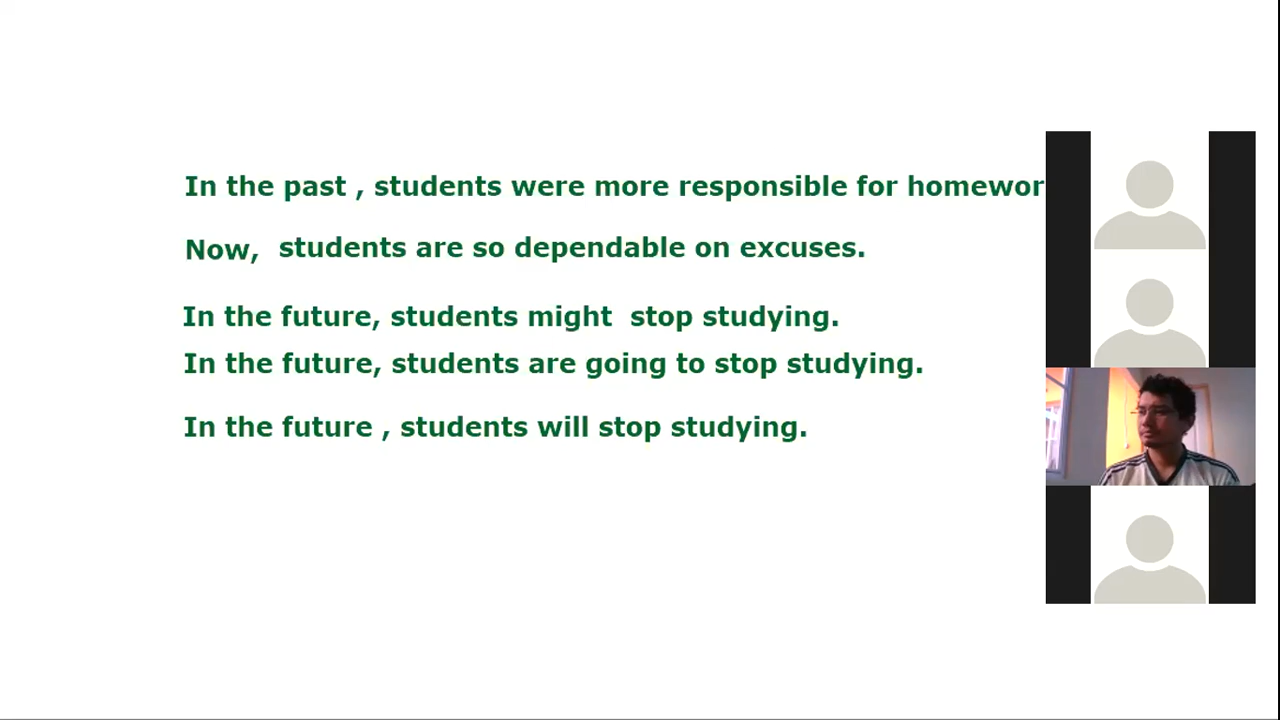 In the past , students were more responsible for homewor
Now, students are so dependable on excuses.
In the future, students might stop studying.
In the future, students are going to stop studying.
In the future , students will stop studying.